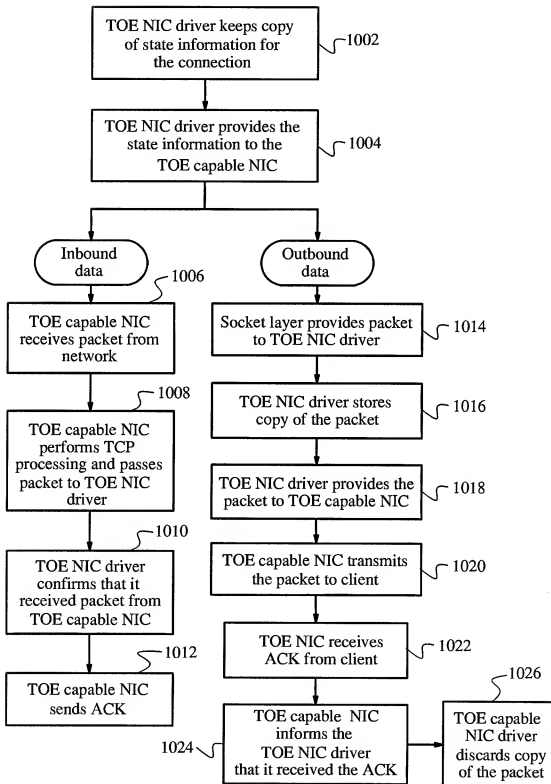 TOE NIC driver keeps copy
of state information for
the connection
1002
TOE NIC driver provides the
state information to the
TOE capable NIC
1004
Inbound
data
1006
TOE capable NIC
receives packet from
network
1008
TOE capable NIC
performs TCP
processing and passes
packet to TOE NIC
driver
1010
TOE NIC driver
confirms that it
received packet from
TOE capable NIC
1012
TOE capable NIC
sends ACK
Outbound
data
Socket layer provides packet
to TOE NIC driver
1014
TOE NIC driver stores
copy of the packet
1016
TOE NIC driver provides the
packet to TOE capable NIC
1018
TOE capable NIC transmits
the packet to client
1020
TOE NIC receives
ACK from client
1022
TOE capable NIC
informs the
TOE NIC driver
that it received the ACK
1024
1026
TOE capable
NIC driver
discards copy
of the packet